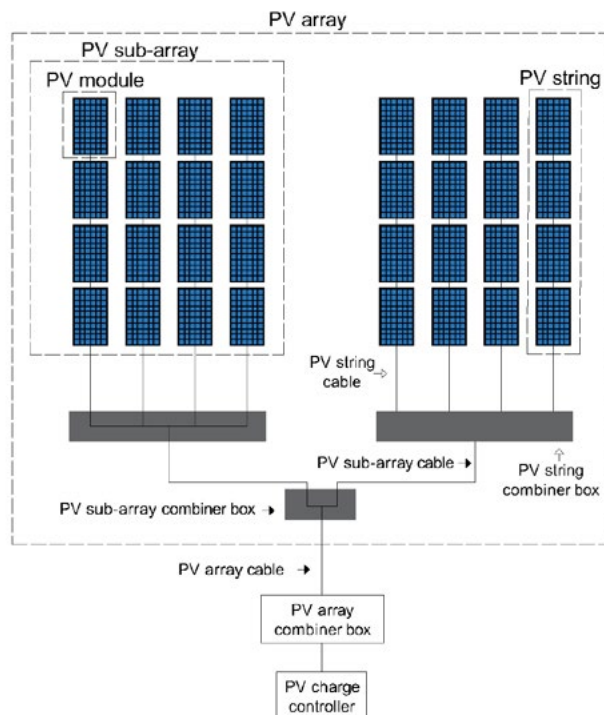 PV array
PV sub-array
PV module
PV string
PV string
cable
PV sub-array cable
PV string
combiner box
PV sub-array combiner box
PV array cable
PV array
combiner box
PV charge
controller